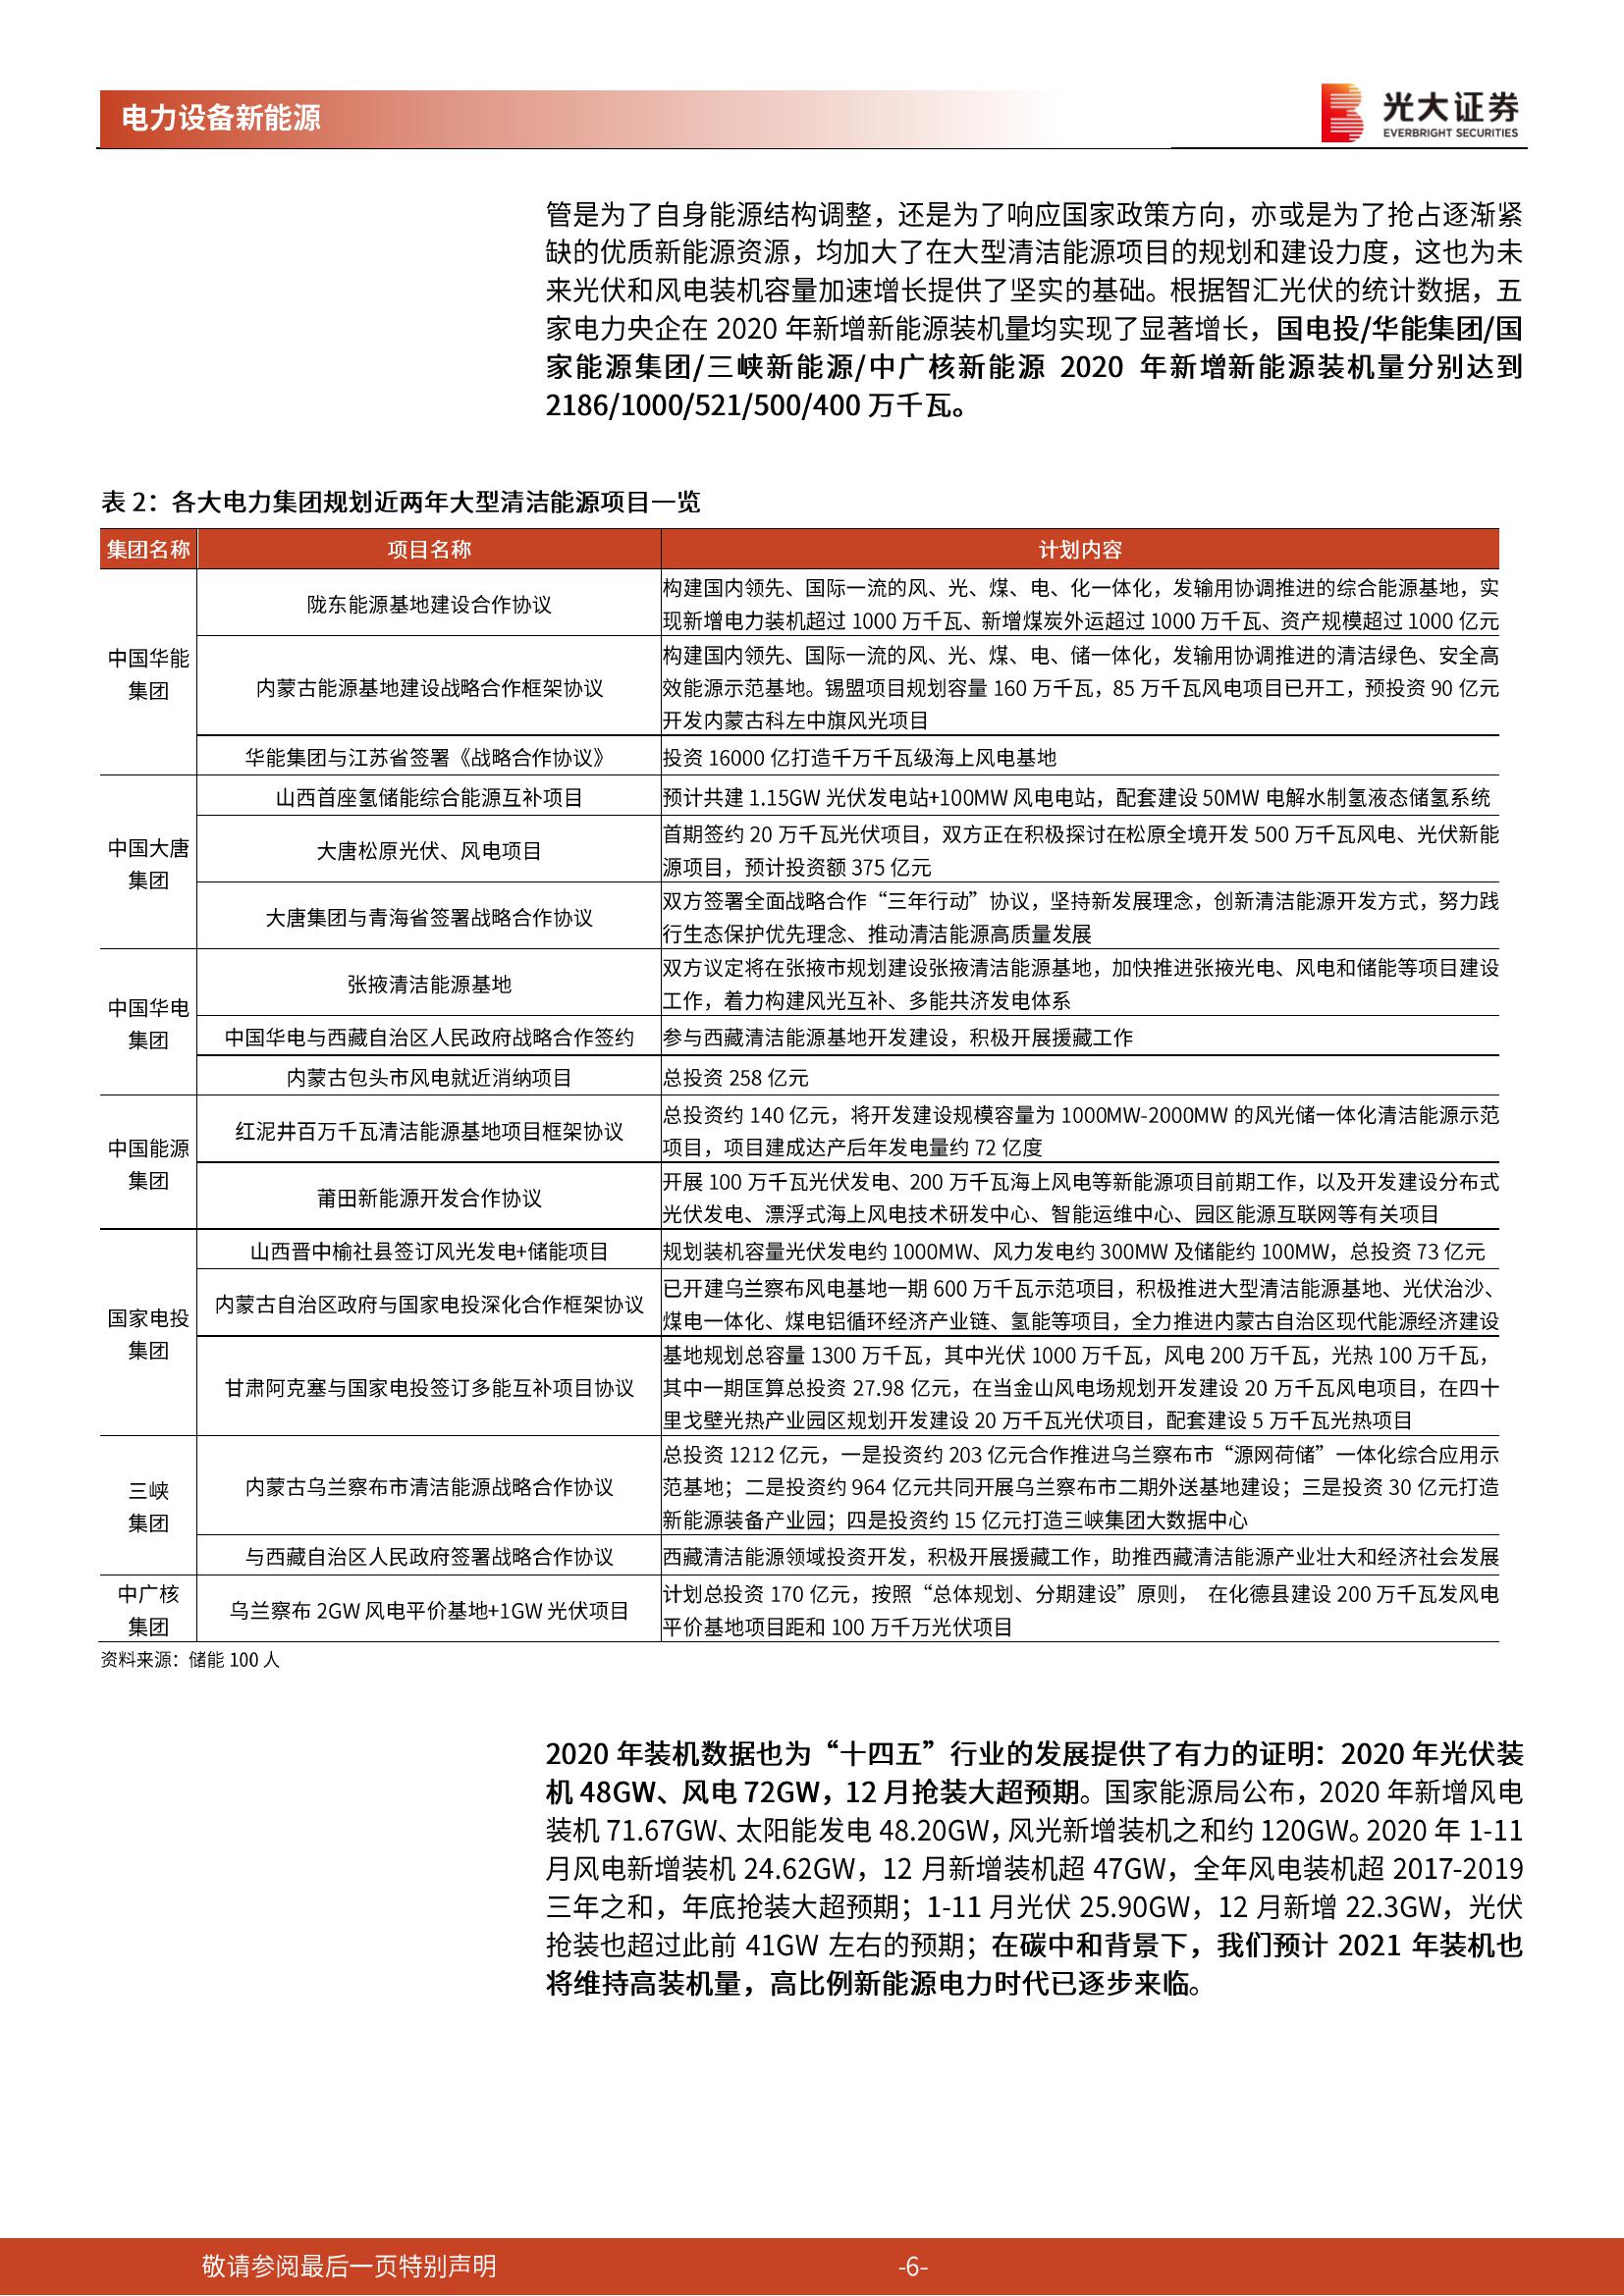 电力设备新能源
光大证券
EVERBRIGHT SECURITIES
管是为了自身能源结构调整，还是为了响应国家政策方向，亦或是为了抢占逐渐紧
缺的优质新能源资源，均加大了在大型清洁能源项目的规划和建设力度，这也为未
来光伏和风电装机容量加速增长提供了坚实的基础。根据智汇光伏的统计数据，五
家电力央企在 2020 年新增新能源装机量均实现了显著增长，国电投/华能集团/国
家能源集团/三峡新能源/中广核新能源 2020 年新增新能源装机量分别达到
2186/1000/521/500/400 万千瓦。
表 2：各大电力集团规划近两年大型清洁能源项目一览
集团名称 项目名称 计划内容
中国华能
集团
陇东能源基地建设合作协议
构建国内领先、国际一流的风、光、煤、电、化一体化，发输用协调推进的综合能源基地，实
现新增电力装机超过 1000 万千瓦、新增煤炭外运超过 1000 万千瓦、资产规模超过 1000 亿元
内蒙古能源基地建设战略合作框架协议
构建国内领先、国际一流的风、光、煤、电、储一体化，发输用协调推进的清洁绿色、安全高
效能源示范基地。锡盟项目规划容量 160 万千瓦，85 万千瓦风电项目已开工，预投资 90 亿元
开发内蒙古科左中旗风光项目
华能集团与江苏省签署《战略合作协议》 投资 16000 亿打造千万千瓦级海上风电基地
中国大唐
集团
山西首座氢储能综合能源互补项目 预计共建 1.15GW 光伏发电站+100MW 风电电站，配套建设 50MW 电解水制氢液态储氢系统
大唐松原光伏、风电项目
首期签约 20 万千瓦光伏项目，双方正在积极探讨在松原全境开发 500 万千瓦风电、光伏新能
源项目，预计投资额 375 亿元
大唐集团与青海省签署战略合作协议
双方签署全面战略合作“三年行动”协议，坚持新发展理念，创新清洁能源开发方式，努力践
行生态保护优先理念、推动清洁能源高质量发展
中国华电
集团
张掖清洁能源基地
双方议定将在张掖市规划建设张掖清洁能源基地，加快推进张掖光电、风电和储能等项目建设
工作，着力构建风光互补、多能共济发电体系
中国华电与西藏自治区人民政府战略合作签约 参与西藏清洁能源基地开发建设，积极开展援藏工作
内蒙古包头市风电就近消纳项目 总投资 258 亿元
中国能源
集团
红泥井百万千瓦清洁能源基地项目框架协议
总投资约 140 亿元，将开发建设规模容量为 1000MW-2000MW 的风光储一体化清洁能源示范
项目，项目建成达产后年发电量约 72 亿度
莆田新能源开发合作协议
开展 100 万千瓦光伏发电、200 万千瓦海上风电等新能源项目前期工作，以及开发建设分布式
光伏发电、漂浮式海上风电技术研发中心、智能运维中心、园区能源互联网等有关项目
国家电投
集团
山西晋中榆社县签订风光发电+储能项目 规划装机容量光伏发电约 1000MW、风力发电约 300MW 及储能约 100MW，总投资 73 亿元
内蒙古自治区政府与国家电投深化合作框架协议
已开建乌兰察布风电基地一期 600 万千瓦示范项目，积极推进大型清洁能源基地、光伏治沙、
煤电一体化、煤电铝循环经济产业链、氢能等项目，全力推进内蒙古自治区现代能源经济建设
甘肃阿克塞与国家电投签订多能互补项目协议
基地规划总容量 1300 万千瓦，其中光伏 1000 万千瓦，风电 200 万千瓦，光热 100 万千瓦，
其中一期匡算总投资 27.98 亿元，在当金山风电场规划开发建设 20 万千瓦风电项目，在四十
里戈壁光热产业园区规划开发建设 20 万千瓦光伏项目，配套建设 5 万千瓦光热项目
三峡
集团
内蒙古乌兰察布市清洁能源战略合作协议
总投资 1212 亿元，一是投资约 203 亿元合作推进乌兰察布市“源网荷储”一体化综合应用示
范基地；二是投资约 964 亿元共同开展乌兰察布市二期外送基地建设；三是投资 30 亿元打造
新能源装备产业园；四是投资约 15 亿元打造三峡集团大数据中心
与西藏自治区人民政府签署战略合作协议 西藏清洁能源领域投资开发，积极开展援藏工作，助推西藏清洁能源产业壮大和经济社会发展
中广核
集团
乌兰察布 2GW 风电平价基地+1GW 光伏项目
计划总投资 170 亿元，按照“总体规划、分期建设”原则， 在化德县建设 200 万千瓦发风电
平价基地项目距和 100 万千万光伏项目
资料来源：储能 100 人
2020 年装机数据也为“十四五”行业的发展提供了有力的证明：2020 年光伏装
机 48GW、风电 72GW，12 月抢装大超预期。国家能源局公布，2020 年新增风电
装机 71.67GW、太阳能发电 48.20GW，风光新增装机之和约 120GW。2020 年 1-11
月风电新增装机 24.62GW，12 月新增装机超 47GW，全年风电装机超 2017-2019
三年之和，年底抢装大超预期；1-11 月光伏 25.90GW，12 月新增 22.3GW，光伏
抢装也超过此前 41GW 左右的预期；在碳中和背景下，我们预计 2021 年装机也
将维持高装机量，高比例新能源电力时代已逐步来临。
敬请参阅最后一页特别声明 -6-